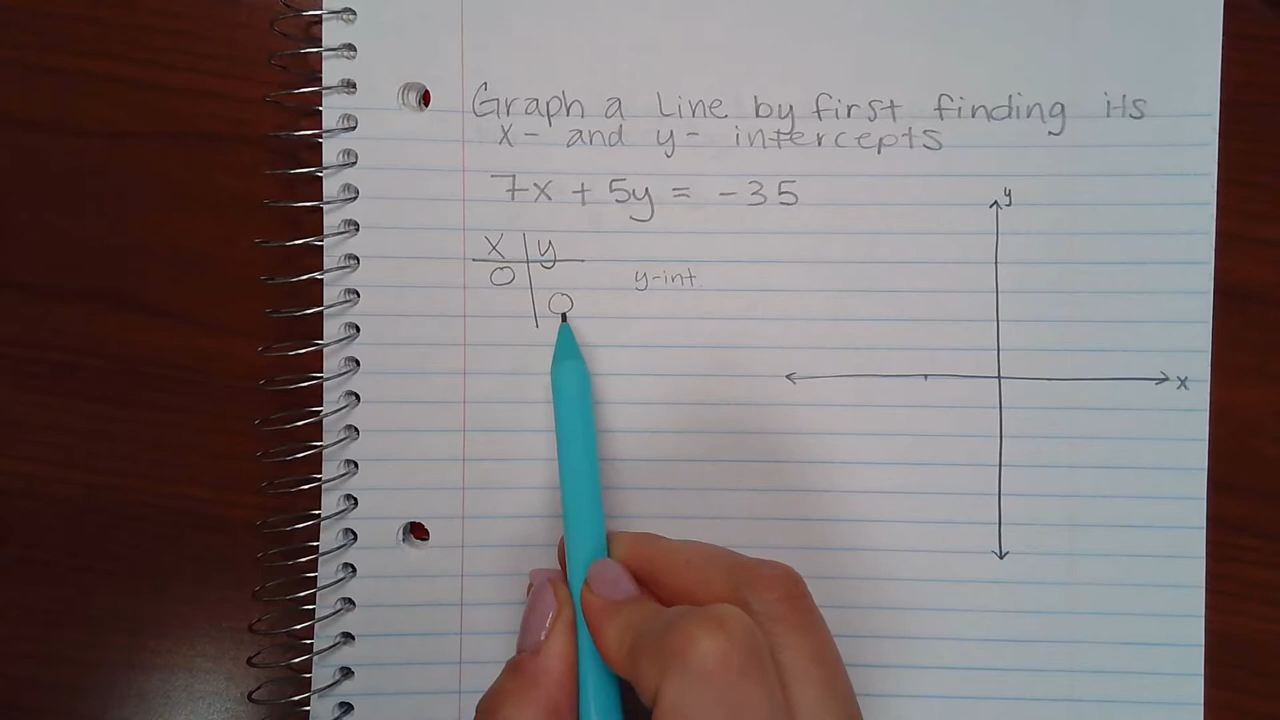 Graph a Line by first finding its
x- and y- intercepts
7x + 5y = -35
x y
0 y-int.
0
y
x